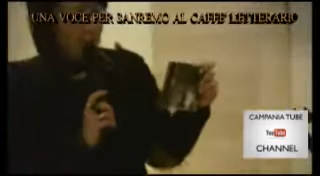 UNA VOCE PER SANREMO AL CAFFE' LETTERARIO
CAMPANIA TUBE
YouTube
CHANNEL